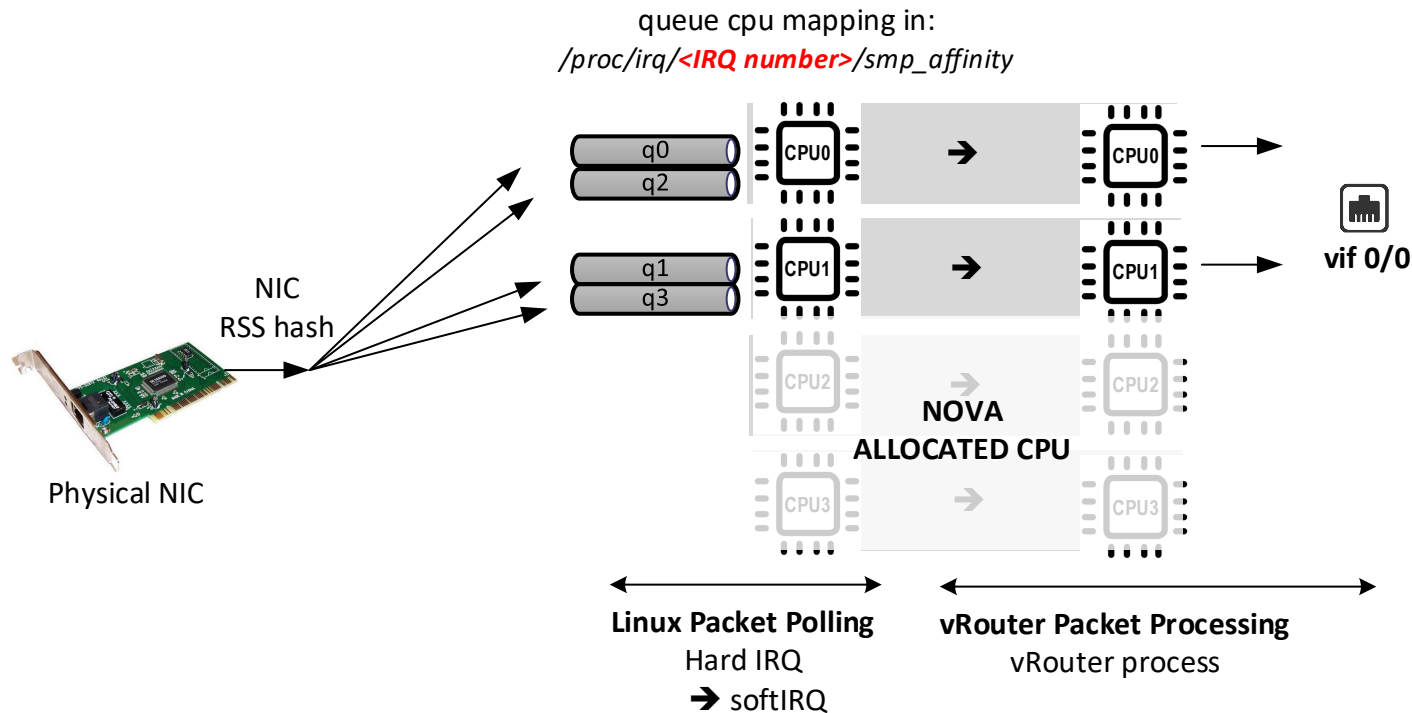 queue cpu mapping in:
/proc/irq/<IRQ number>/smp_affinity
q0
q2
CPU0
➔
CPU0
q1
q3
CPU1
➔
CPU1
vif 0/0
NIC
RSS hash
Physical NIC
CPU2
➔
CPU2
NOVA
ALLOCATED CPU
CPU3
➔
CPU3
Linux Packet Polling
Hard IRQ
➔ softIRQ
vRouter Packet Processing
vRouter process